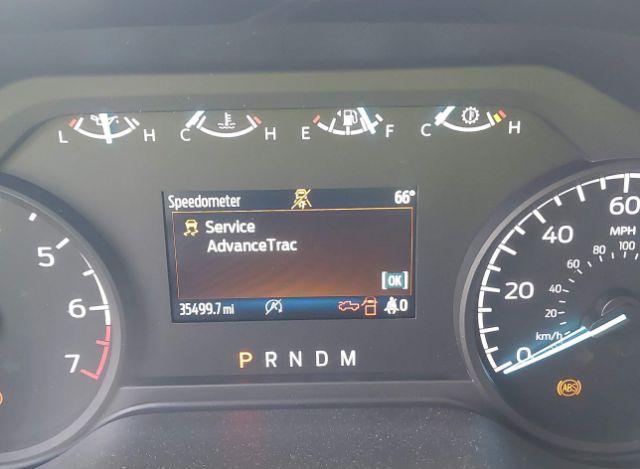 L H C H E F C H
Speedometer 66°
Service
AdvanceTrac
[OK]
35499.7 mi 0
P R N D M
5
6
7
0 20 40 60
MPH
20 40 60 80 100
km/h
ABS